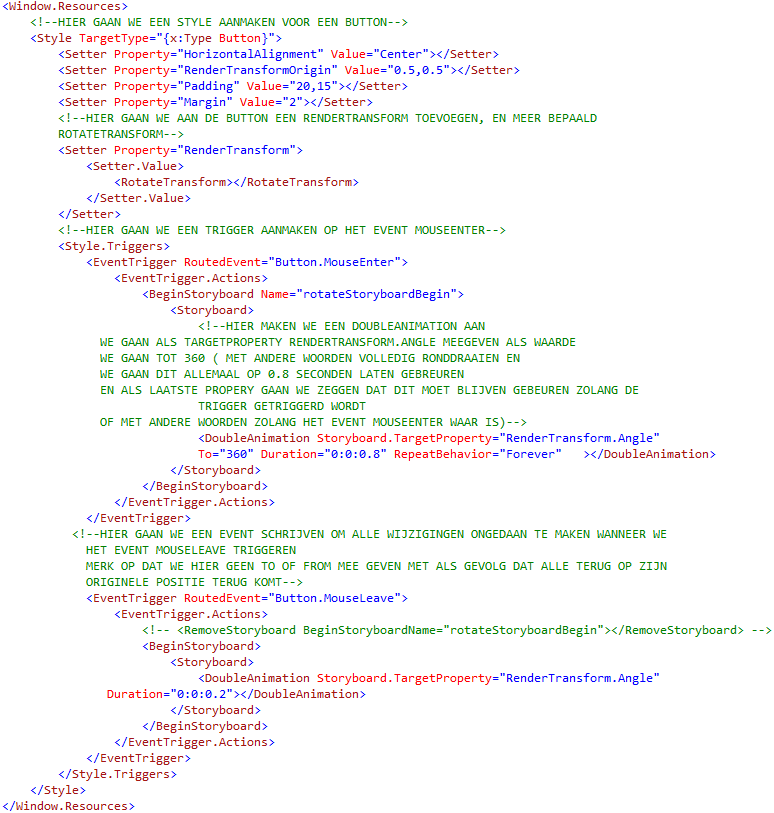 <Window.Resources>
<!--HIER GAAN WE EEN STYLE AANMAKEN VOOR EEN BUTTON-->
<Style TargetType="{x:Type Button}">
<Setter Property="HorizontalAlignment" Value="Center"></Setter>
<Setter Property="RenderTransformOrigin" Value="0.5,0.5"></Setter>
<Setter Property="Padding" Value="20,15"></Setter>
<Setter Property="Margin" Value="2"></Setter>
<!--HIER GAAN WE AAN DE BUTTON EEN RENDERTRANSFORM TOEVOEGEN, EN MEER BEPAALD
ROTATETRANSFORM-->
<Setter Property="RenderTransform">
<Setter.Value>
<RotateTransform></RotateTransform>
</Setter.Value>
</Setter>
<!--HIER GAAN WE EEN TRIGGER AANMAKEN OP HET EVENT MOUSEENTER-->
<Style.Triggers>
<EventTrigger RoutedEvent="Button.MouseEnter">
<EventTrigger.Actions>
<BeginStoryboard Name="rotateStoryboardBegin">
<Storyboard>
<!--HIER MAKEN WE EEN DOUBLEANIMATION AAN
WE GAAN ALS TARGETPROPERTY RENDERTRANSFORM.ANGLE MEEGEVEN ALS WAARDE
WE GAAN TOT 360 ( MET ANDERE WOORDEN VOLLEDIG RONDDRAAIEN EN
WE GAAN DIT ALLEMAAL OP 0.8 SECONDEN LATEN GEBREUREN
EN ALS LAATSTE PROPERY GAAN WE ZEGGEN DAT DIT MOET BLIJVEN GEBEUREN ZOLANG DE
TRIGGER GETRIGGERD WORDT
OF MET ANDERE WOORDEN ZOLANG HET EVENT MOUSEENTER WAAR IS)-->
<DoubleAnimation Storyboard.TargetProperty="RenderTransform.Angle"
To="360" Duration="0:0:0.8" RepeatBehavior="Forever"   ></DoubleAnimation>
</Storyboard>
</BeginStoryboard>
</EventTrigger.Actions>
</EventTrigger>
<!--HIER GAAN WE EEN EVENT SCHRIJVEN OM ALLE WIJZIGINGEN ONGEDAAN TE MAKEN WANNEER WE
HET EVENT MOUSELEAVE TRIGGEREN
MERK OP DAT WE HIER GEEN TO OF FROM MEE GEVEN MET ALS GEVOLG DAT ALLE TERUG OP ZIJN
ORIGINELE POSITIE TERUG KOMT-->
<EventTrigger RoutedEvent="Button.MouseLeave">
<EventTrigger.Actions>
<!-- <RemoveStoryboard BeginStoryboardName="rotateStoryboardBegin"></RemoveStoryboard> -->
<BeginStoryboard>
<Storyboard>
<DoubleAnimation Storyboard.TargetProperty="RenderTransform.Angle"
Duration="0:0:0.2"></DoubleAnimation>
</Storyboard>
</BeginStoryboard>
</EventTrigger.Actions>
</EventTrigger>
</Style.Triggers>
</Style>
</Window.Resources>